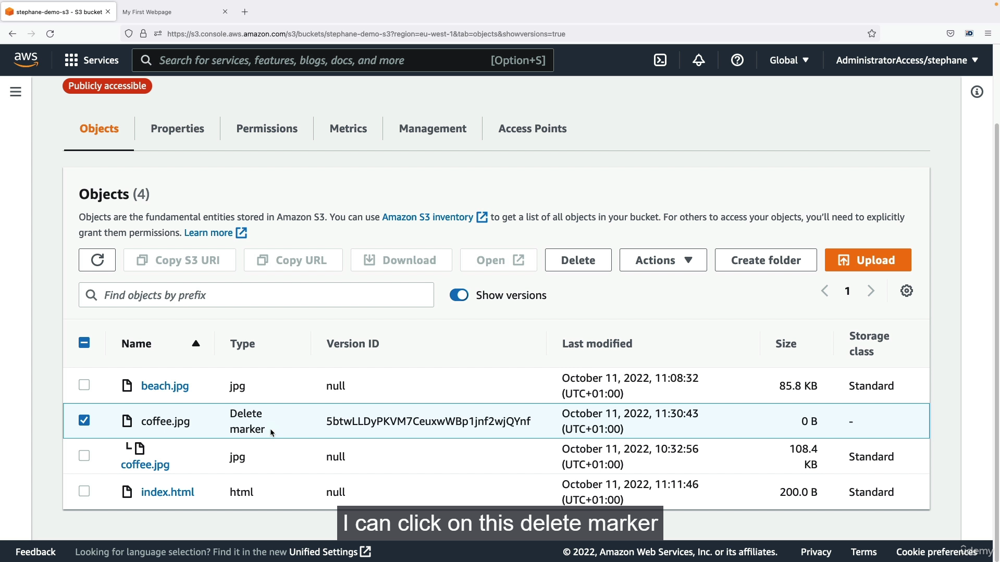 stephane-demo-s3 - S3 bucket
My First Webpage
https://s3.console.aws.amazon.com/s3/buckets/stephane-demo-s3?region=eu-west-1&tab=objects&showversions=true
aws
Services
Search for services, features, blogs, docs, and more
[Option+S]
Global
AdministratorAccess/stephane
Publicly accessible
Objects
Properties
Permissions
Metrics
Management
Access Points
Objects (4)
Objects are the fundamental entities stored in Amazon S3. You can use Amazon S3 inventory to get a list of all objects in your bucket. For others to access your objects, you'll need to explicitly
grant them permissions. Learn more
Copy S3 URI
Copy URL
Download
Open
Delete
Actions
Create folder
Upload
Find objects by prefix
Show versions
1
Name
Type
Version ID
Last modified
Size
Storage
class
beach.jpg
jpg
null
October 11, 2022, 11:08:32
(UTC+01:00)
85.8 KB
Standard
coffee.jpg
Delete
marker
5btwLLDyPKVM7CeuxwWBp1jnf2wjQYnf
October 11, 2022, 11:30:43
(UTC+01:00)
0 B
-
coffee.jpg
jpg
null
October 11, 2022, 10:32:56
(UTC+01:00)
108.4
KB
Standard
index.html
html
null
October 11, 2022, 11:11:46
(UTC+01:00)
200.0 B
Standard
I can click on this delete marker
Feedback
Looking for language selection? Find it in the new Unified Settings
© 2022, Amazon Web Services, Inc. or its affiliates.
Privacy
Terms
Cookie preferences
udemy